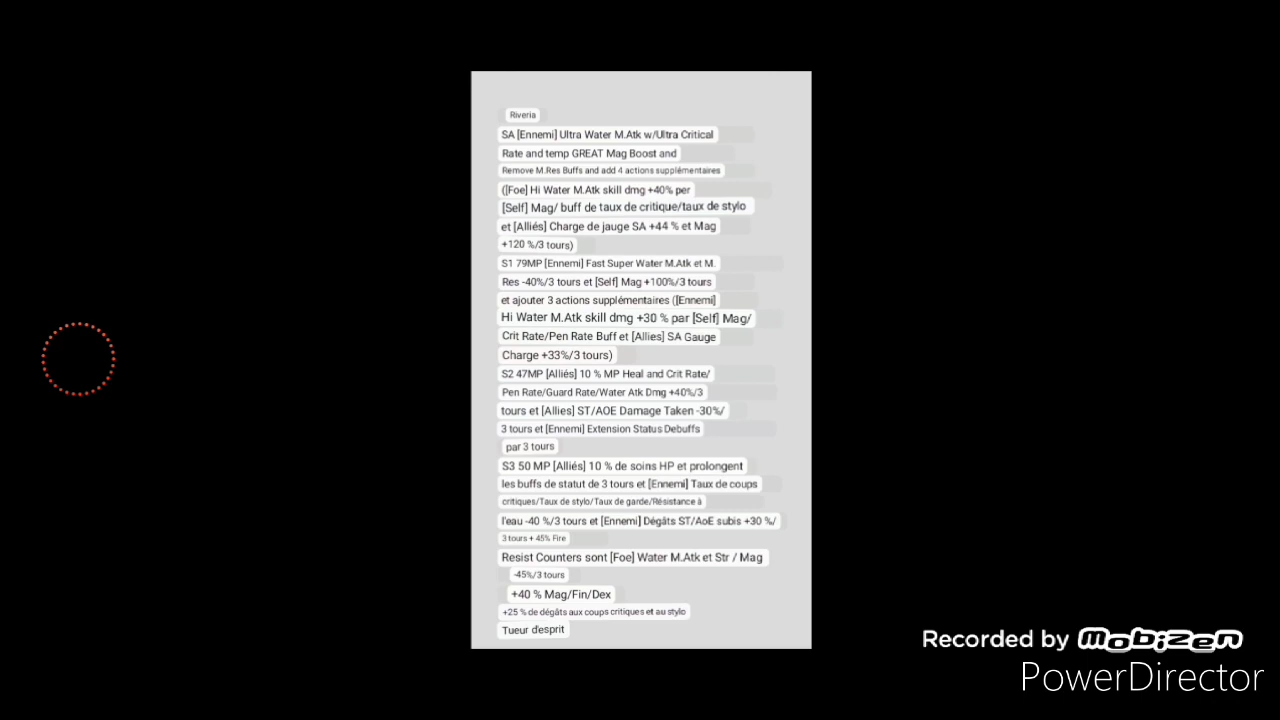 Riveria
SA [Ennemi] Ultra Water M.Atk w/Ultra Critical
Rate and temp GREAT Mag Boost and
Remove M.Res Buffs and add 4 actions supplémentaires
([Foe] Hi Water M.Atk skill dmg +40% per
[Self] Mag/ buff de taux de critique/taux de stylo
et [Alliés] Charge de jauge SA +44 % et Mag
+120 %/3 tours)
S1 79MP [Ennemi] Fast Super Water M.Atk et M.
Res -40%/3 tours et [Self] Mag +100%/3 tours
et ajouter 3 actions supplémentaires ([Ennemi]
Hi Water M.Atk skill dmg +30 % par [Self] Mag/
Crit Rate/Pen Rate Buff et [Allies] SA Gauge
Charge +33%/3 tours)
S2 47MP [Alliés] 10 % MP Heal and Crit Rate/
Pen Rate/Guard Rate/Water Atk Dmg +40%/3
tours et [Allies] ST/AOE Damage Taken -30%/
3 tours et [Ennemi] Extension Status Debuffs
par 3 tours
S3 50 MP [Alliés] 10 % de soins HP et prolongent
les buffs de statut de 3 tours et [Ennemi] Taux de coups
critiques/Taux de stylo/Taux de garde/Résistance à
l'eau -40 %/3 tours et [Ennemi] Dégâts ST/AoE subis +30 %/
3 tours + 45% Fire
Resist Counters sont [Foe] Water M.Atk et Str / Mag
-45%/3 tours
+40 % Mag/Fin/Dex
+25 % de dégâts aux coups critiques et au stylo
Tueur d'esprit
Recorded by Mobizen
PowerDirector